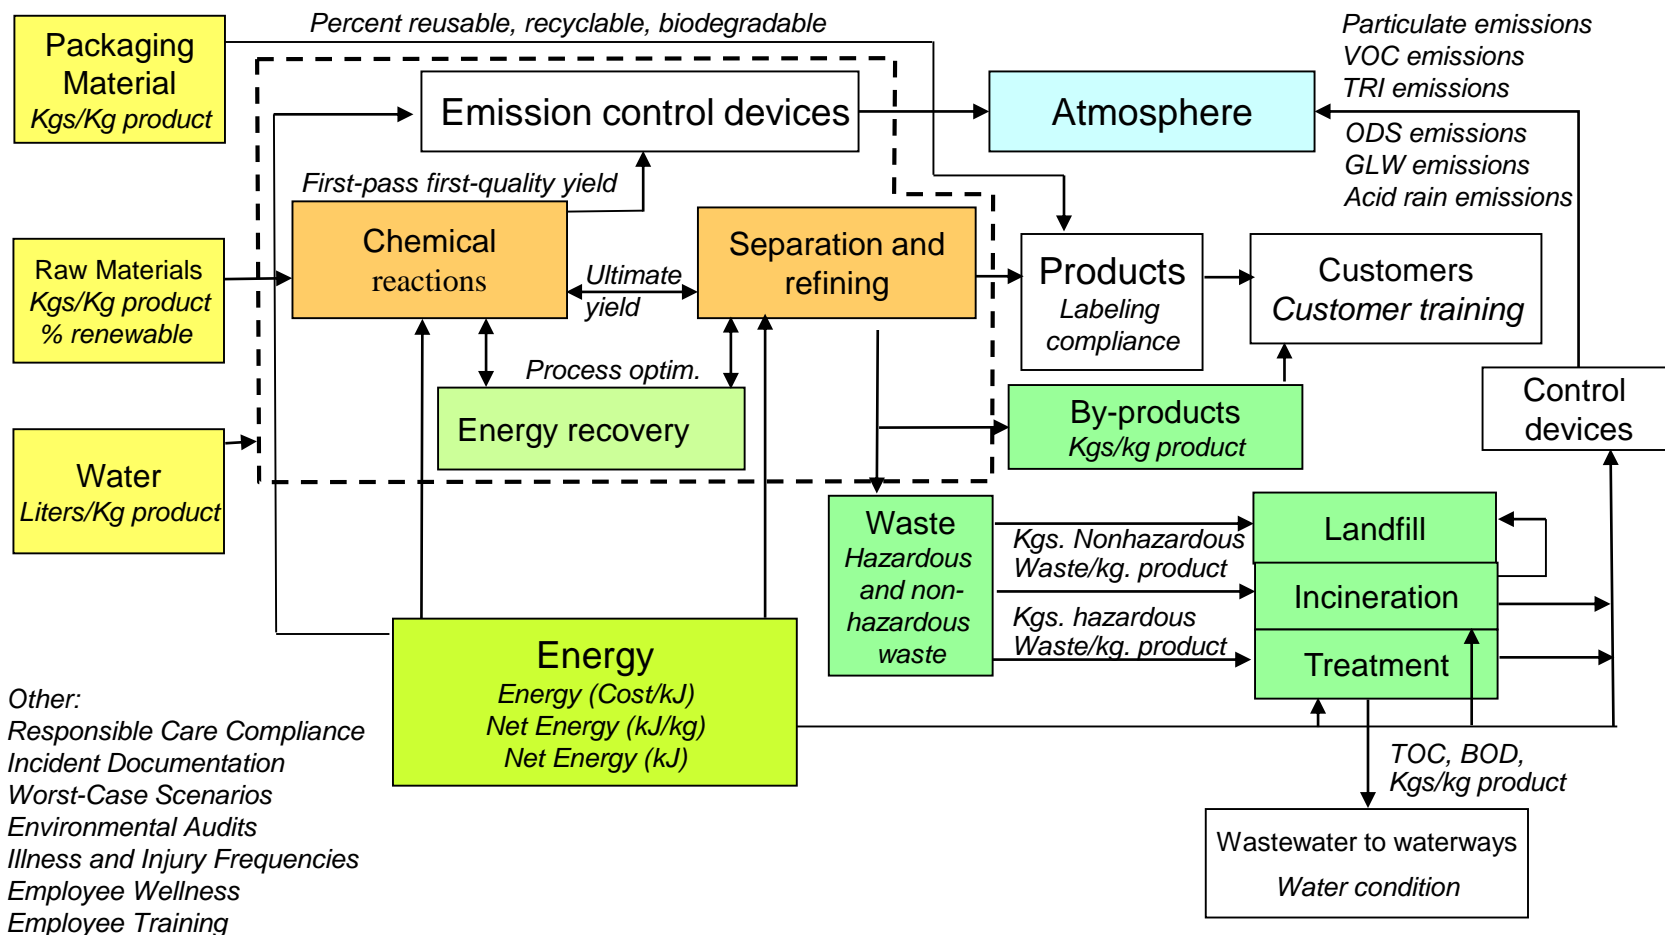 Packaging
Material
Kgs/Kg product
Percent reusable, recyclable, biodegradable
Emission control devices
Atmosphere
Particulate emissions
VOC emissions
TRI emissions
ODS emissions
GLW emissions
Acid rain emissions
First-pass first-quality yield
Chemical
reactions
Ultimate
yield
Separation and
refining
Raw Materials
Kgs/Kg product
% renewable
Products
Labeling
compliance
Customers
Customer training
Process optim.
Energy recovery
By-products
Kgs/kg product
Control
devices
Water
Liters/Kg product
Waste
Hazardous
and non-
hazardous
waste
Kgs. Nonhazardous
Waste/kg. product
Kgs. hazardous
Waste/kg. product
Landfill
Incineration
Treatment
Energy
Energy (Cost/kJ)
Net Energy (kJ/kg)
Net Energy (kJ)
TOC, BOD,
Kgs/kg product
Wastewater to waterways
Water condition
Other:
Responsible Care Compliance
Incident Documentation
Worst-Case Scenarios
Environmental Audits
Illness and Injury Frequencies
Employee Wellness
Employee Training